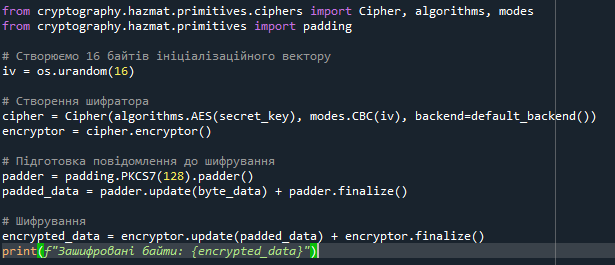 from cryptography.hazmat.primitives.ciphers import Cipher, algorithms, modes
from cryptography.hazmat.primitives import padding
# Створюємо 16 байтів ініціалізаційного вектору
iv = os.urandom(16)
# Створення шифратора
cipher = Cipher(algorithms.AES(secret_key), modes.CBC(iv), backend=default_backend())
encryptor = cipher.encryptor()
# Підготовка повідомлення до шифрування
padder = padding.PKCS7(128).padder()
padded_data = padder.update(byte_data) + padder.finalize()
# Шифрування
encrypted_data = encryptor.update(padded_data) + encryptor.finalize()
print(f"Зашифровані байти: {encrypted_data}")